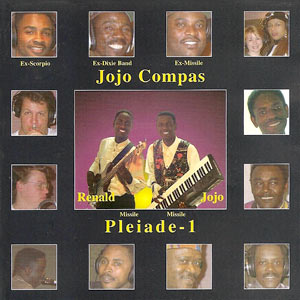 Ex-Scorpio Ex-Dixie Band Ex-Missile
Jojo Compas
Renald Jojo
Missile Missile
Pleiade-1